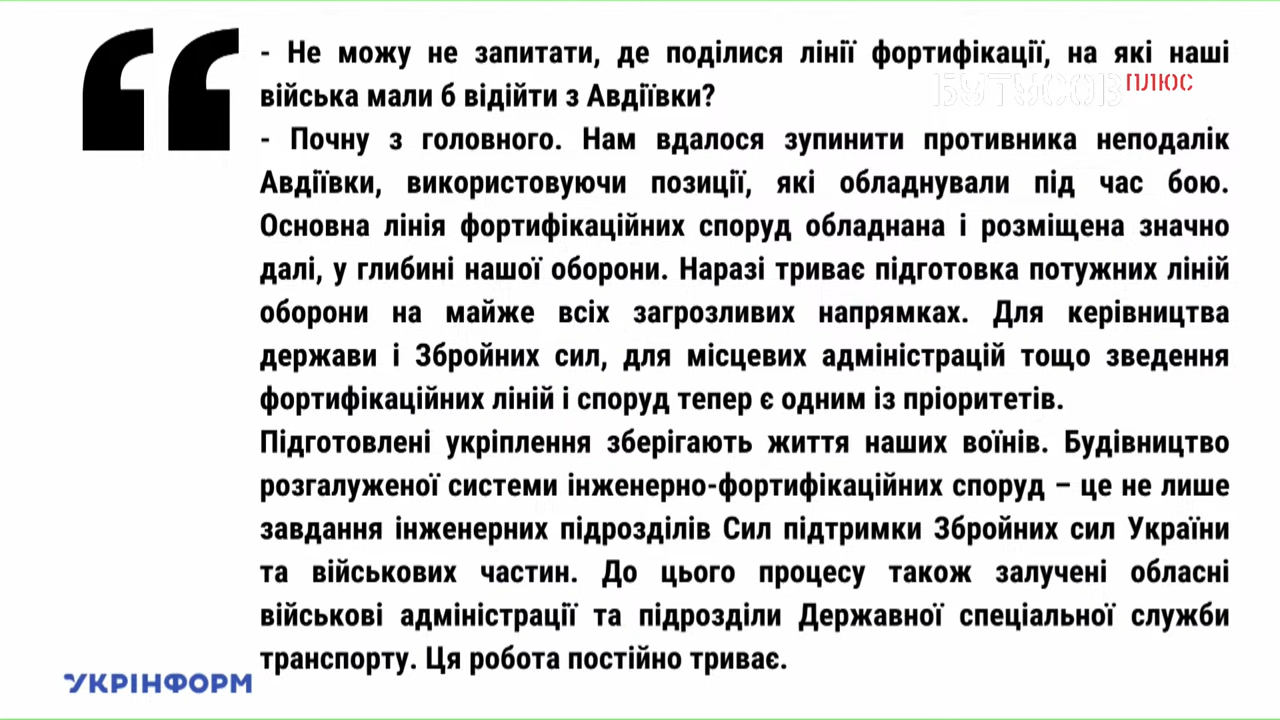 - Не можу не запитати, де поділися лінії фортифікації, на які наші
війська мали б відійти з Авдіївки?
БУТУСОВ ПЛЮС
- Почну з головного. Нам вдалося зупинити противника неподалік
Авдіївки, використовуючи позиції, які обладнували під час бою.
Основна лінія фортифікаційних споруд обладнана і розміщена значно
далі, у глибині нашої оборони. Наразі триває підготовка потужних ліній
оборони на майже всіх загрозливих напрямках. Для керівництва
держави і Збройних сил, для місцевих адміністрацій тощо зведення
фортифікаційних ліній і споруд тепер є одним із пріоритетів.
Підготовлені укріплення зберігають життя наших воїнів. Будівництво
розгалуженої системи інженерно-фортифікаційних споруд – це не лише
завдання інженерних підрозділів Сил підтримки Збройних сил України
та військових частин. До цього процесу також залучені обласні
військові адміністрації та підрозділи Державної спеціальної служби
транспорту. Ця робота постійно триває.
УКРІНФОРМ